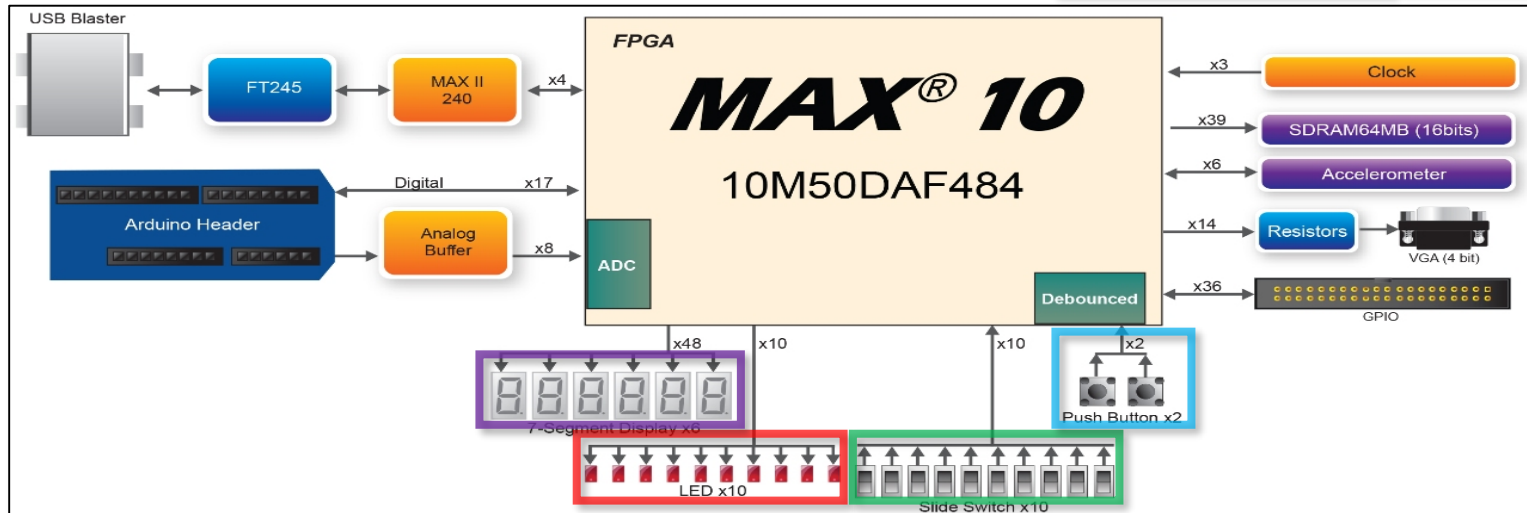 USB Blaster
FT245
MAX II
240
x4
FPGA
MAX® 10
10M50DAF484
x3
Clock
x39
SDRAM64MB (16bits)
x6
Accelerometer
x14
Resistors
VGA (4 bit)
x36
GPIO
Arduino Header
Digital
x17
Analog
Buffer
x8
ADC
Debounced
x48
x10
x10
x2
7-Segment Display x6
Push Button x2
LED x10
Slide Switch x10